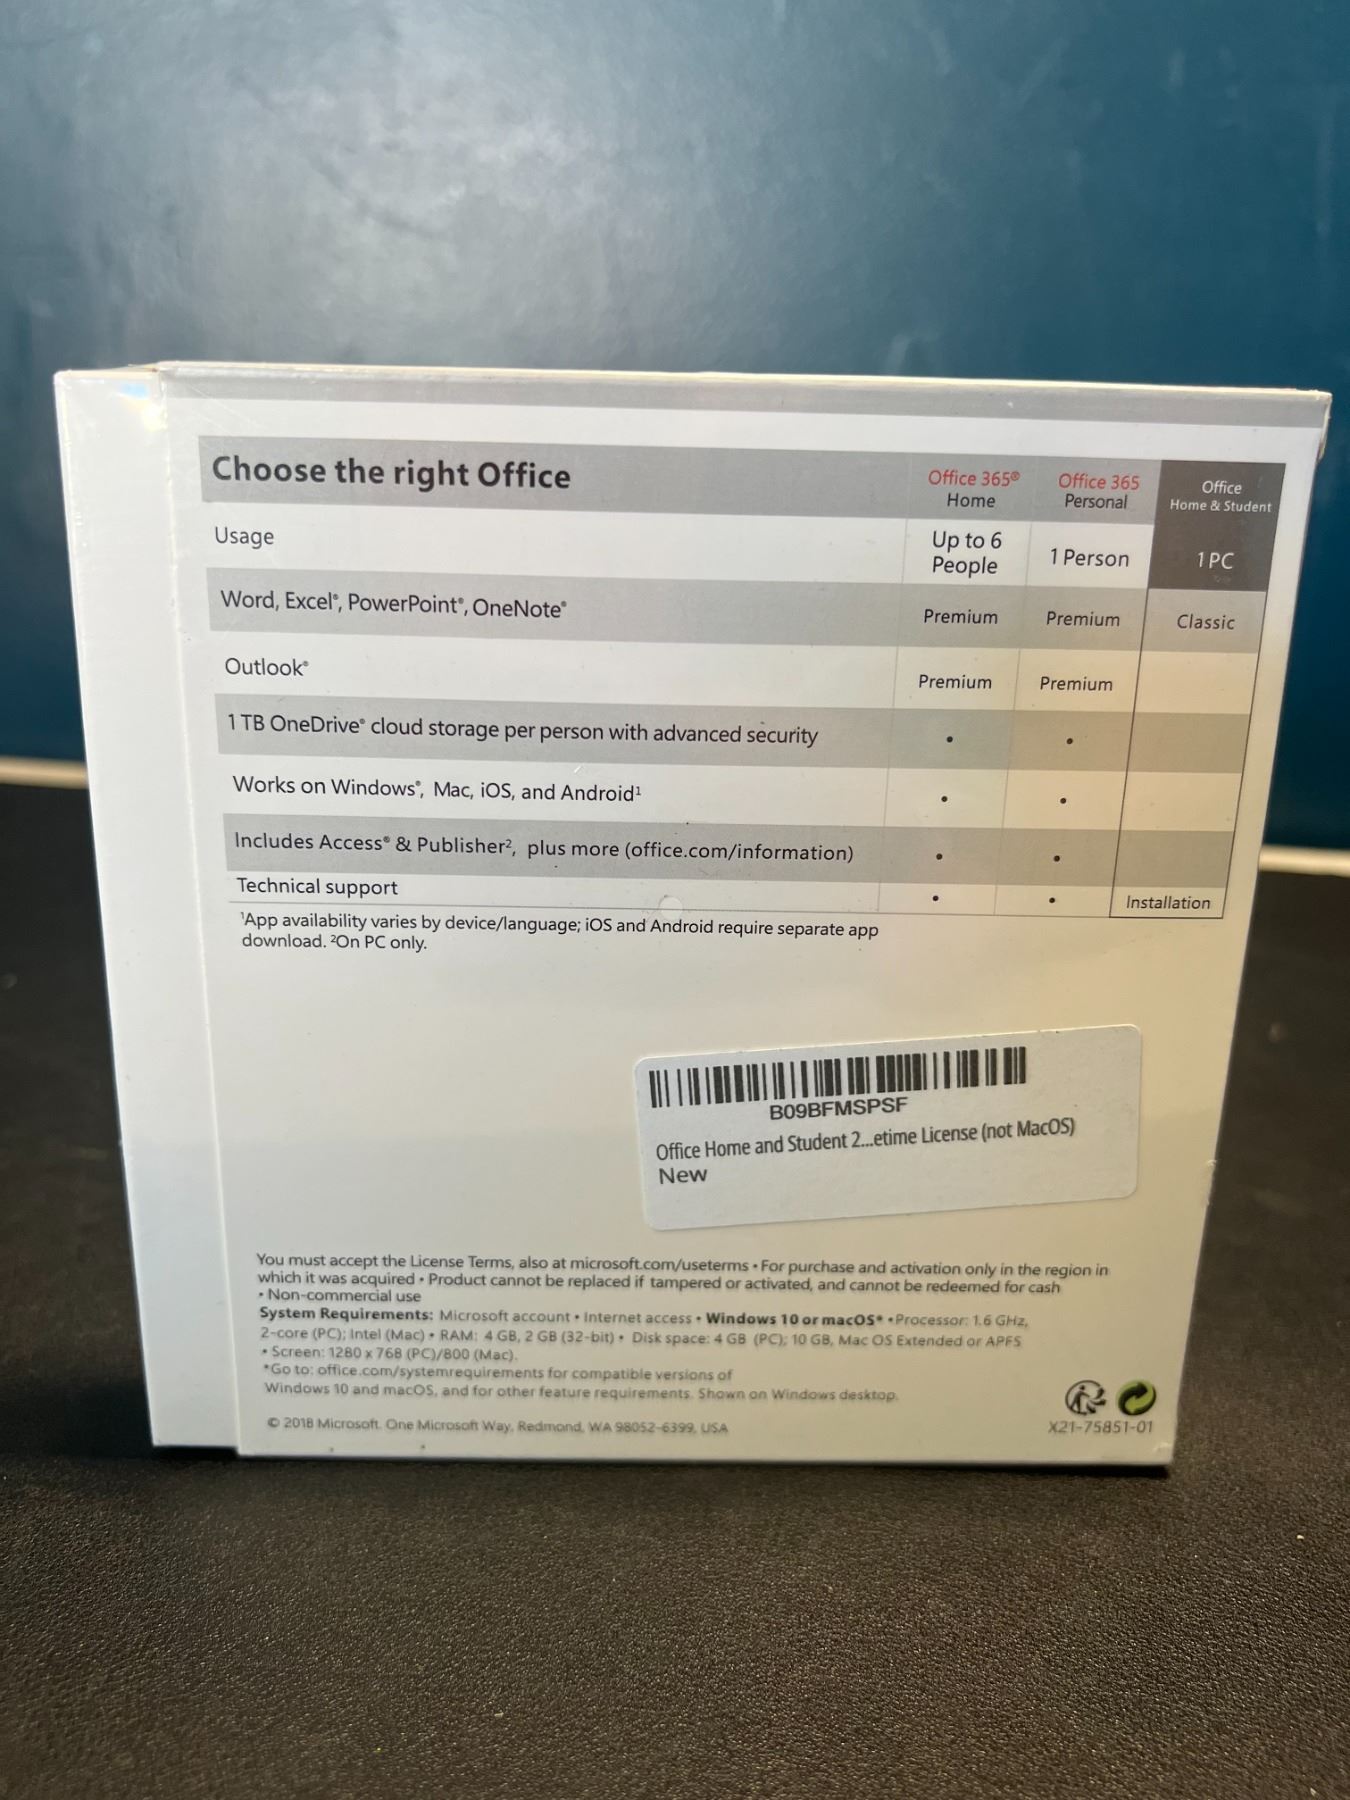 Choose the right Office
Office 365® Home
Office 365 Personal
Office Home & Student
Usage
Up to 6 People
1 Person
1 PC
Word, Excel®, PowerPoint®, OneNote®
Premium
Premium
Classic
Outlook®
Premium
Premium
1 TB OneDrive® cloud storage per person with advanced security
•
•
Works on Windows®, Mac, iOS, and Android¹
•
•
Includes Access® & Publisher², plus more (office.com/information)
•
•
Technical support
•
•
Installation
¹App availability varies by device/language; iOS and Android require separate app
download. ²On PC only.
B09BFMSPSF
Office Home and Student 2...etime License (not MacOS)
New
You must accept the License Terms, also at microsoft.com/useterms • For purchase and activation only in the region in
which it was acquired • Product cannot be replaced if tampered or activated, and cannot be redeemed for cash
• Non-commercial use
System Requirements: Microsoft account • Internet access • Windows 10 or macOS* • Processor: 1.6 GHz,
2-core (PC); Intel (Mac) • RAM: 4 GB, 2 GB (32-bit) • Disk space: 4 GB (PC); 10 GB, Mac OS Extended or APFS
• Screen: 1280 x 768 (PC)/800 (Mac).
*Go to: office.com/systemrequirements for compatible versions of
Windows 10 and macOS, and for other feature requirements. Shown on Windows desktop.
© 2018 Microsoft. One Microsoft Way, Redmond, WA 98052-6399, USA
X21-75851-01